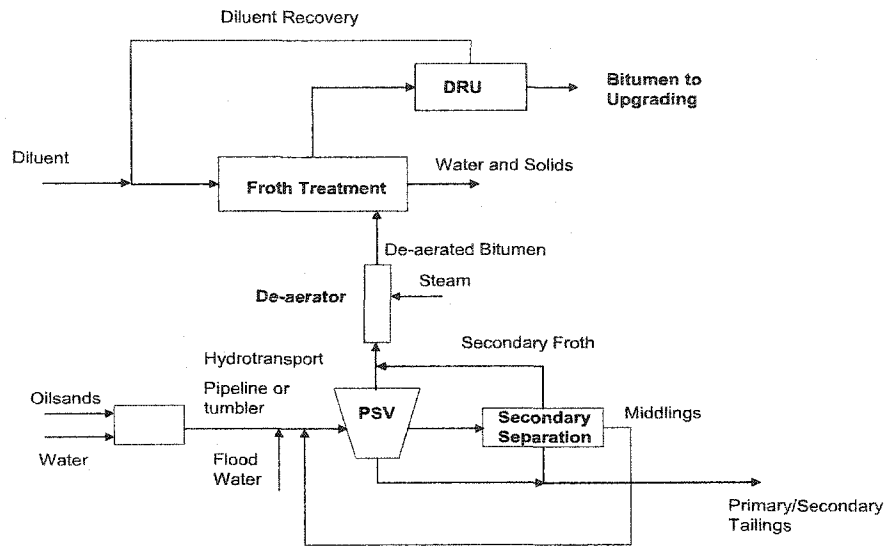 Diluent Recovery
DRU
Bitumen to
Upgrading
Diluent
Froth Treatment
Water and Solids
De-aerated Bitumen
De-aerator
Steam
Secondary Froth
Hydrotransport
Pipeline or
tumbler
Oilsands
Water
Flood
Water
PSV
Secondary
Separation
Middlings
Primary/Secondary
Tailings